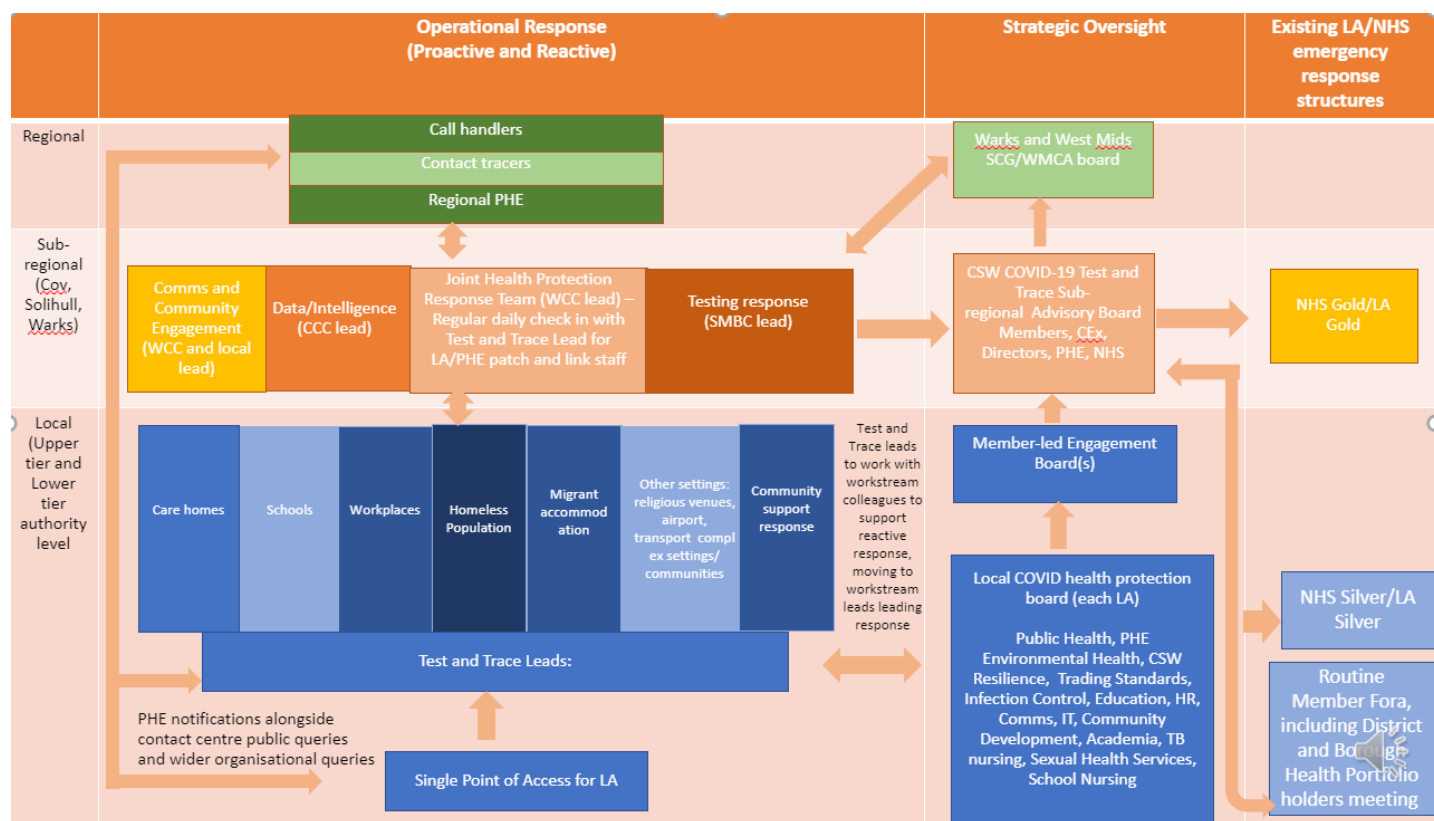 Operational Response
(Proactive and Reactive)
Strategic Oversight
Existing LA/NHS
emergency
response
structures
Regional
Call handlers
Contact tracers
Regional PHE
Warks and West Mids
SCG/WMCA board
Sub-
regional
(Cov,
Solihull,
Warks)
Comms and
Community
Engagement
(WCC and local
lead)
Data/Intelligence
(CCC lead)
Joint Health Protection
Response Team (WCC lead) –
Regular daily check in with
Test and Trace Lead for
LA/PHE patch and link staff
Testing response
(SMBC lead)
CSW COVID-19 Test and
Trace Sub-
regional Advisory Board
Members, CEx,
Directors, PHE, NHS
NHS Gold/LA
Gold
Local
(Upper
tier and
Lower
tier
authority
level
Care homes
Schools
Workplaces
Homeless
Population
Migrant
accommod
ation
Other settings:
religious venues,
airport,
transport compl
ex settings/
communities
Community
support
response
Test and
Trace leads
to work with
workstream
colleagues to
support
reactive
response,
moving to
workstream
leads leading
response
Member-led Engagement
Board(s)
Test and Trace Leads:
Local COVID health protection
board (each LA)
Public Health, PHE
Environmental Health, CSW
Resilience, Trading Standards,
Infection Control, Education, HR,
Comms, IT, Community
Development, Academia, TB
nursing, Sexual Health Services,
School Nursing
NHS Silver/LA
Silver
Routine
Member Fora,
including District
and Borough
Health Portfolio
holders meeting
PHE notifications alongside
contact centre public queries
and wider organisational queries
Single Point of Access for LA